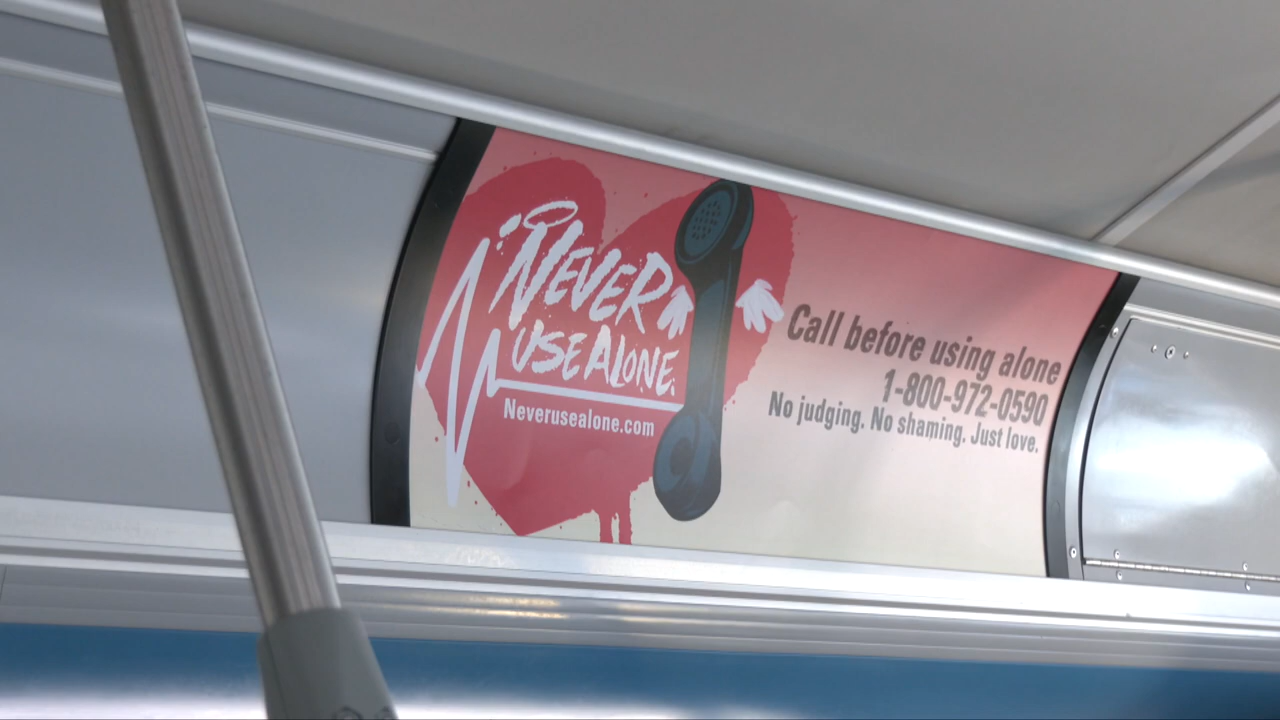 NEVER
USE ALONE.
Neverusealone.com
Call before using alone
1-800-972-0590
No judging. No shaming. Just love.